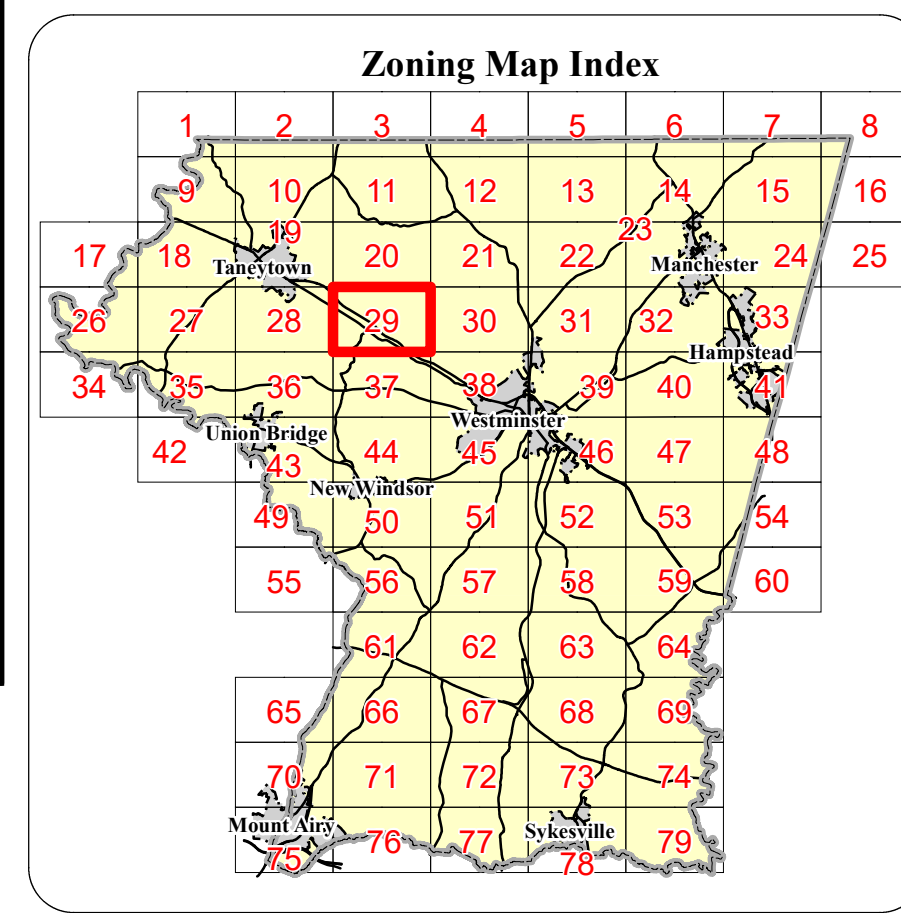 Zoning Map Index
1 2 3 4 5 6 7 8
9 10 11 12 13 14 15 16
17 18 19 20 21 22 23 24 25
Taneytown Manchester
26 27 28 29 30 31 32 33
Hampstead
34 35 36 37 38 39 40 41
Westminster
Union Bridge
42 43 44 45 46 47 48
New Windsor
49 50 51 52 53 54
55 56 57 58 59 60
61 62 63 64
65 66 67 68 69
70 71 72 73 74
Mount Airy Sykesville
75 76 77 78 79